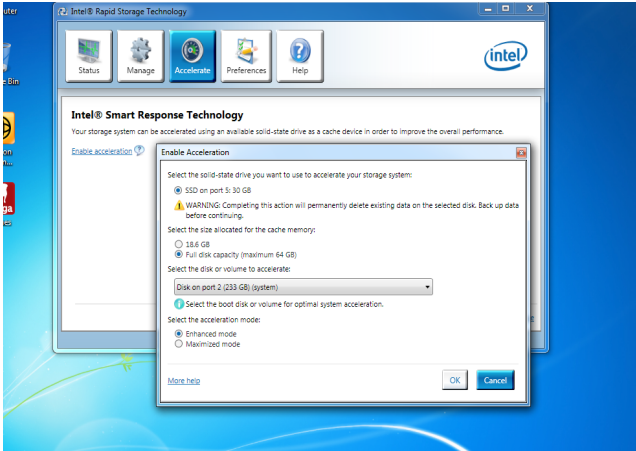 uter
Intel® Rapid Storage Technology
Status
Manage
Accelerate
Preferences
Help
intel
e Bin
Intel® Smart Response Technology
Your storage system can be accelerated using an available solid-state drive as a cache device in order to improve the overall performance.
Enable acceleration
Enable Acceleration
Select the solid-state drive you want to use to accelerate your storage system:
SSD on port 5: 30 GB
WARNING: Completing this action will permanently delete existing data on the selected disk. Back up data
before continuing.
Select the size allocated for the cache memory:
18.6 GB
Full disk capacity (maximum 64 GB)
Select the disk or volume to accelerate:
Disk on port 2 (233 GB) (system)
Select the boot disk or volume for optimal system acceleration.
Select the acceleration mode:
Enhanced mode
Maximized mode
More help
OK
Cancel